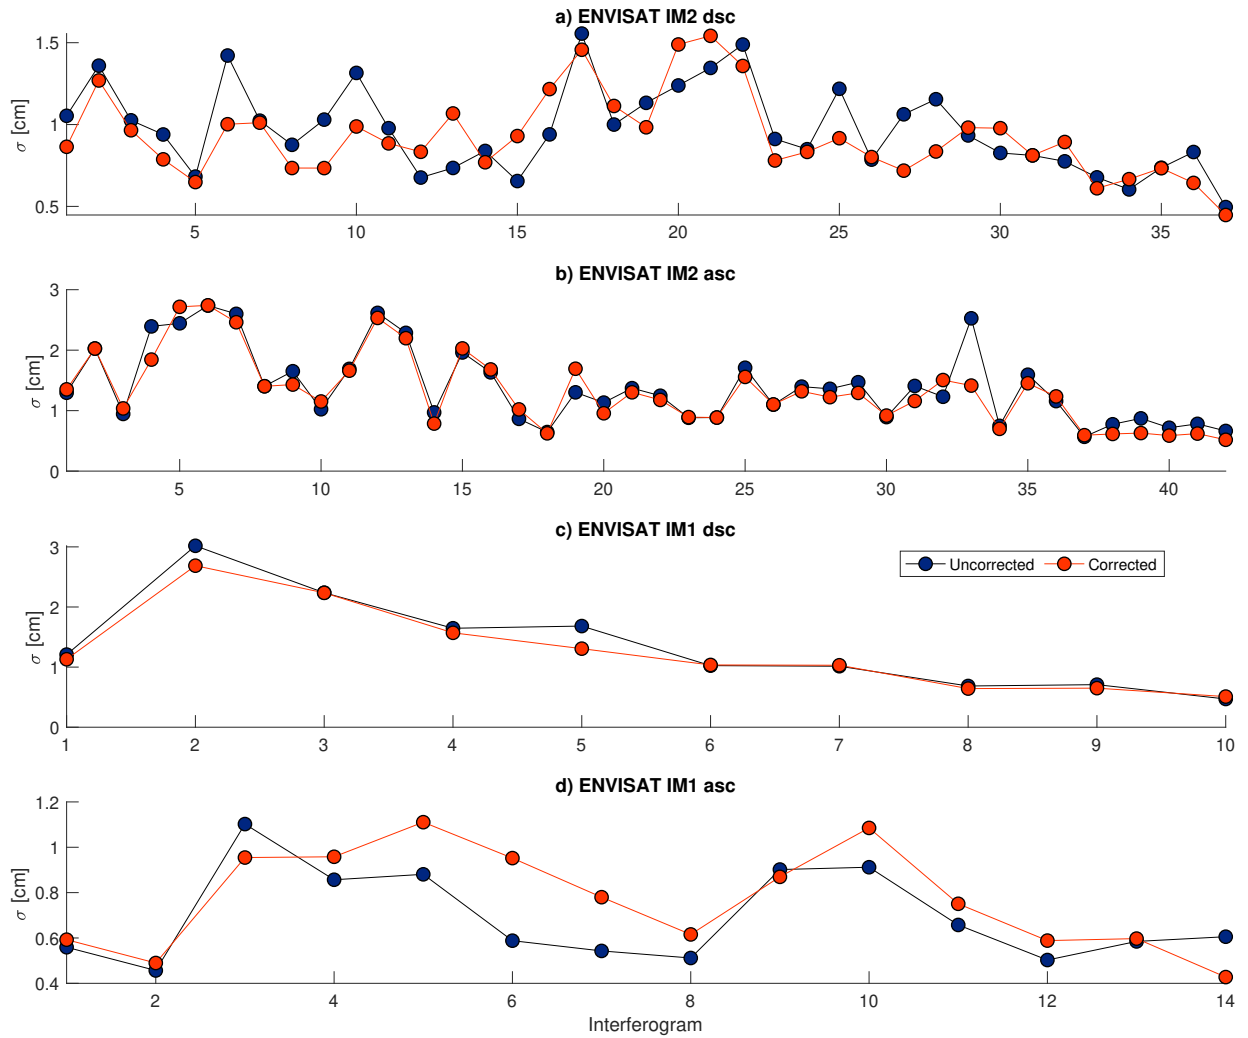 a) ENVISAT IM2 dsc
σ [cm]
1.5
1
0.5
5 10 15 20 25 30 35
b) ENVISAT IM2 asc
σ [cm]
3
2
1
0
5 10 15 20 25 30 35 40
c) ENVISAT IM1 dsc
σ [cm]
3
2
1
0
Uncorrected Corrected
1 2 3 4 5 6 7 8 9 10
d) ENVISAT IM1 asc
σ [cm]
1.2
1
0.8
0.6
0.4
2 4 6 8 10 12 14
Interferogram